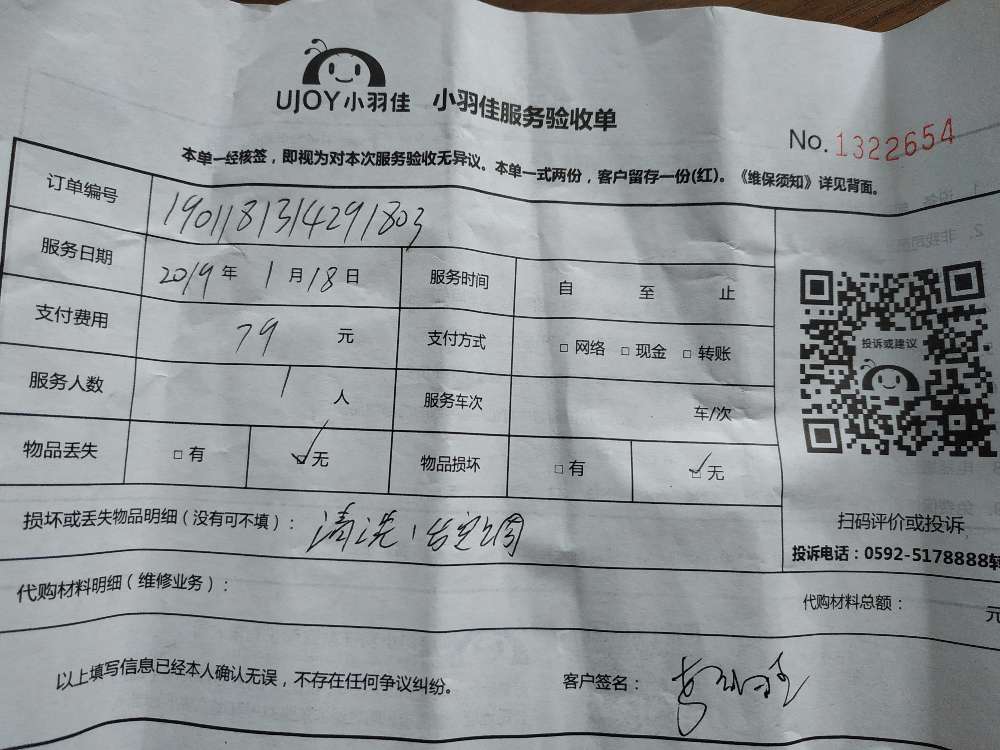 UJOY小羽佳 小羽佳服务验收单
No. 1322654
本单一经核签，即视为对本次服务验收无异议。本单一式两份，客户留存一份(红)。《维保须知》详见背面。
订单编号 1901181314291803
服务日期 2019年1月18日 服务时间 自 至 止
支付费用 79 元 支付方式 □ 网络 □ 现金 □ 转账
服务人数 1 人 服务车次 车/次
物品丢失 □ 有 ☑ 无 物品损坏 □ 有 ☑ 无
投诉或建议
扫码评价或投诉
投诉电话：0592-5178888转
损坏或丢失物品明细（没有可不填）： 清洗1台空调
代购材料明细（维修业务）： 代购材料总额： 元
以上填写信息已经本人确认无误，不存在任何争议纠纷。 客户签名：